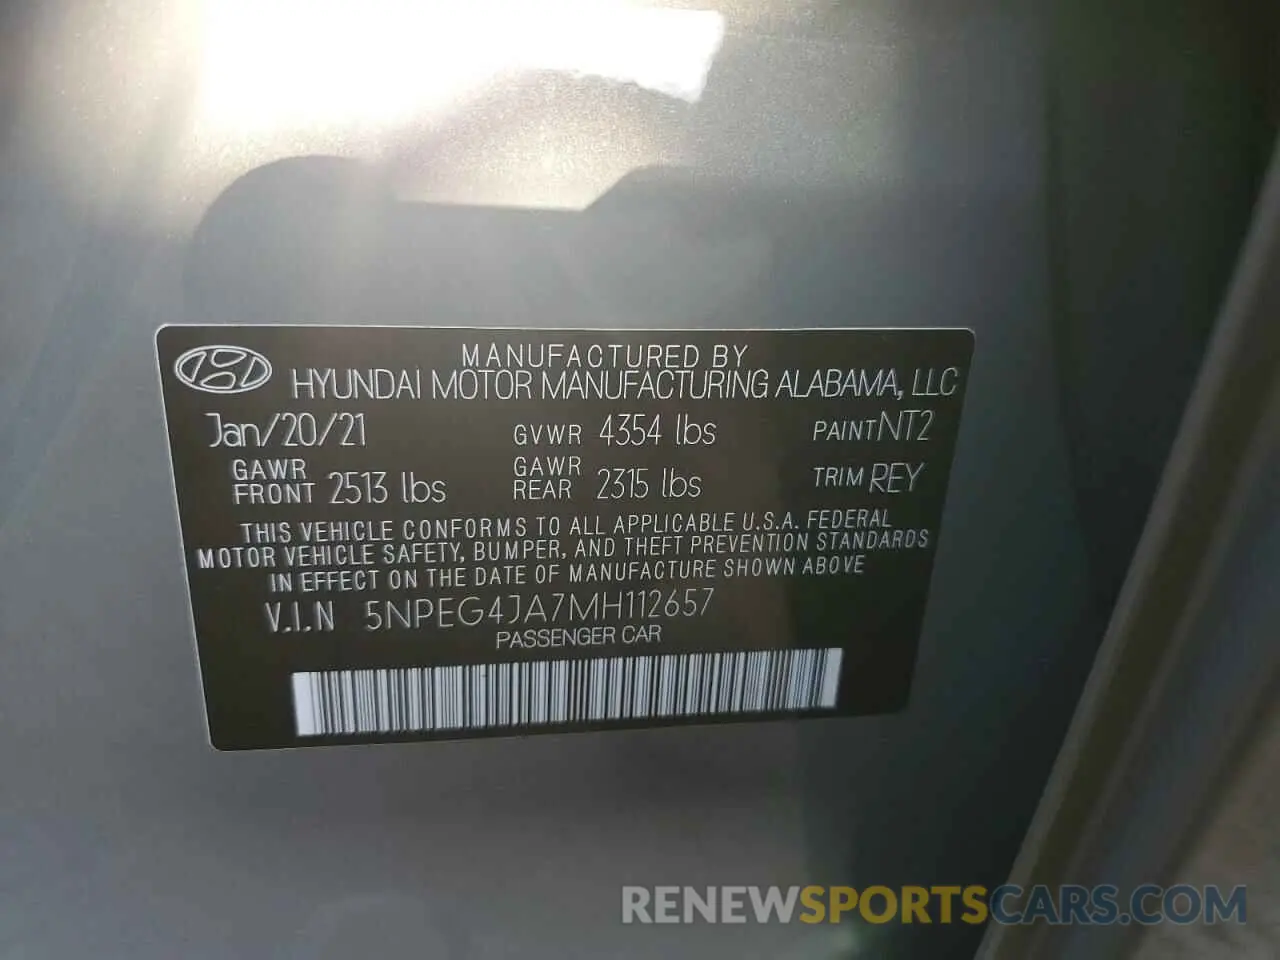 MANUFACTURED BY
HYUNDAI MOTOR MANUFACTURING ALABAMA, LLC
Jan/20/21 GVWR 4354 lbs PAINT NT2
GAWR FRONT 2513 lbs GAWR REAR 2315 lbs TRIM REY
THIS VEHICLE CONFORMS TO ALL APPLICABLE U.S.A. FEDERAL
MOTOR VEHICLE SAFETY, BUMPER, AND THEFT PREVENTION STANDARDS
IN EFFECT ON THE DATE OF MANUFACTURE SHOWN ABOVE
V.I.N 5NPEG4JA7MH112657
PASSENGER CAR
RENEWSPORTSCARS.COM